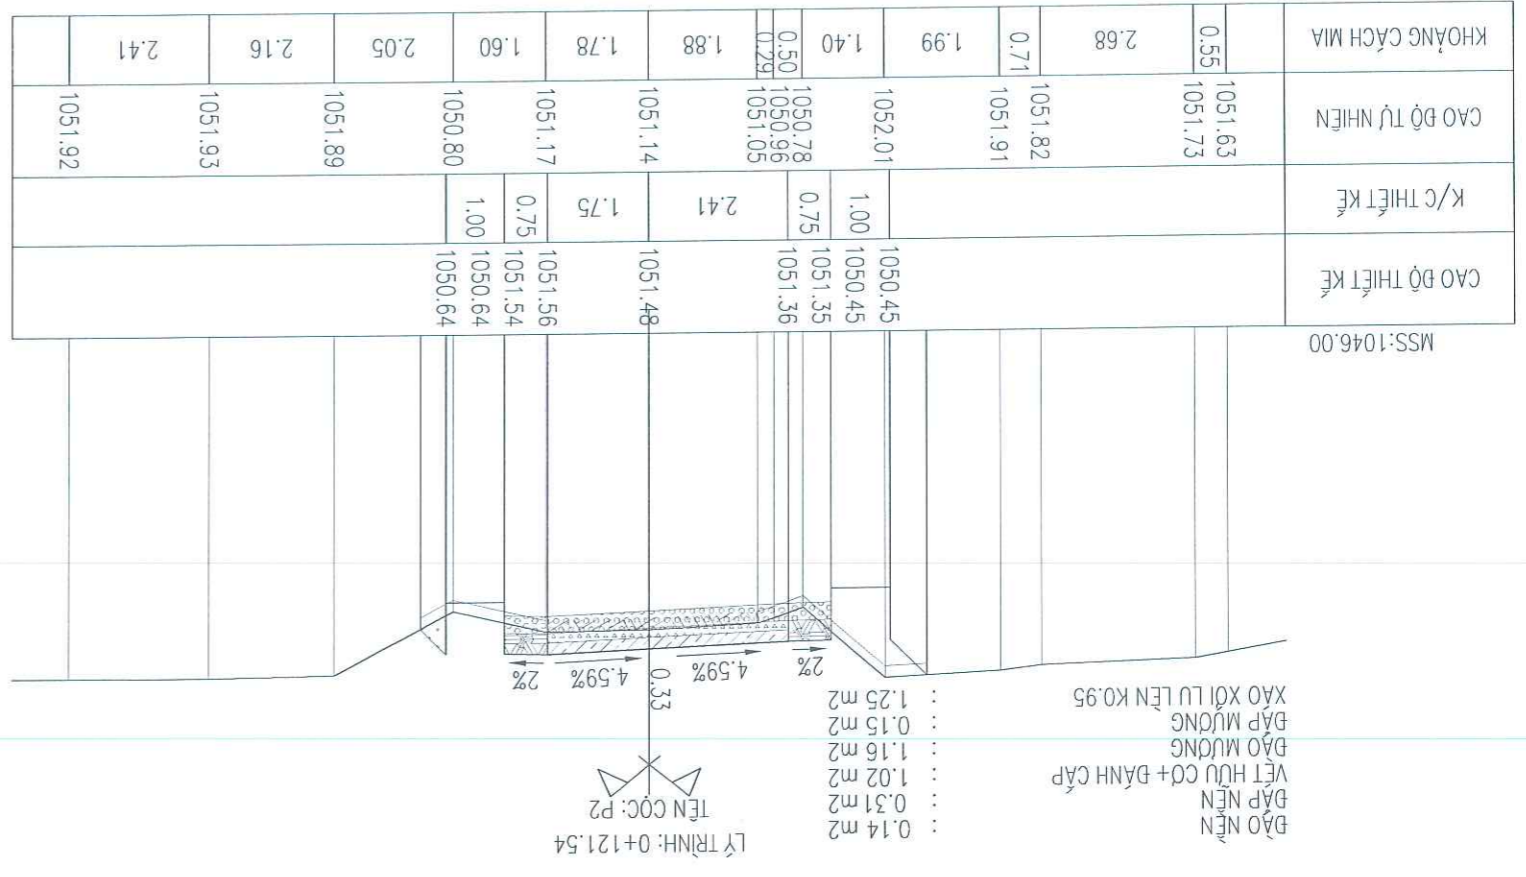 LÝ TRÌNH: 0+121.54
TÊN CỌC: P2
ĐÀO NỀN : 0.14 m2
ĐẮP NỀN : 0.31 m2
VÉT HỮU CƠ+ ĐÁNH CẤP : 1.02 m2
ĐÀO MƯƠNG : 1.16 m2
ĐẮP MƯƠNG : 0.15 m2
XÁO XỚI LU LÈN K0.95 : 1.25 m2
0.33
2% 4.59% 4.59% 2%
MSS:1046.00
CAO ĐỘ THIẾT KẾ 1050.45 1050.45 1051.35 1051.36 1051.48 1051.56 1051.54 1050.64 1050.64
K/C THIẾT KẾ 1.00 0.75 2.41 1.75 0.75 1.00
CAO ĐỘ TỰ NHIÊN 1051.63 1051.73 1051.82 1051.91 1052.01 1050.78 1050.96 1051.05 1051.14 1051.17 1050.80 1051.89 1051.93 1051.92
KHOẢNG CÁCH MIA 0.55 2.68 0.71 1.99 1.40 0.50 0.29 1.88 1.78 1.60 2.05 2.16 2.41